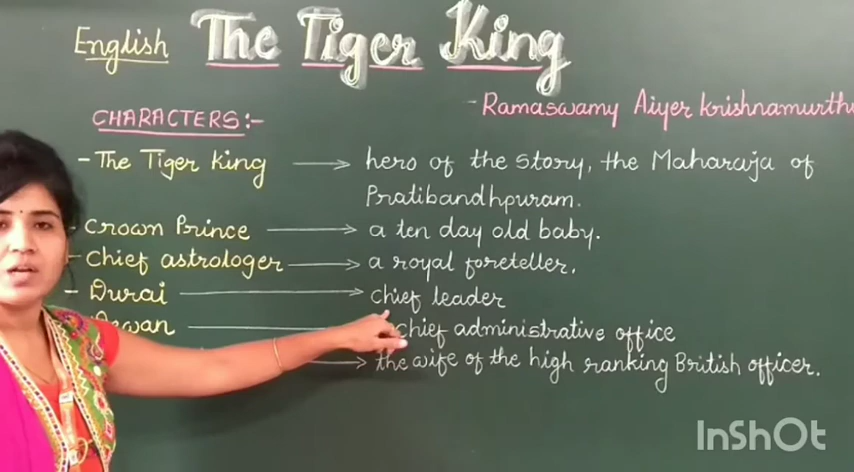 English The Tiger King
- Ramaswamy Aiyer Krishnamurth
CHARACTERS:-
- The Tiger King → hero of the story, the Maharaja of
Pratibandhpuram.
- Crown Prince → a ten day old baby.
- Chief astrologer → a royal foreteller.
- Durai → chief leader
Dewan chief administrative office
→ the wife of the high ranking British officer.
InShOt